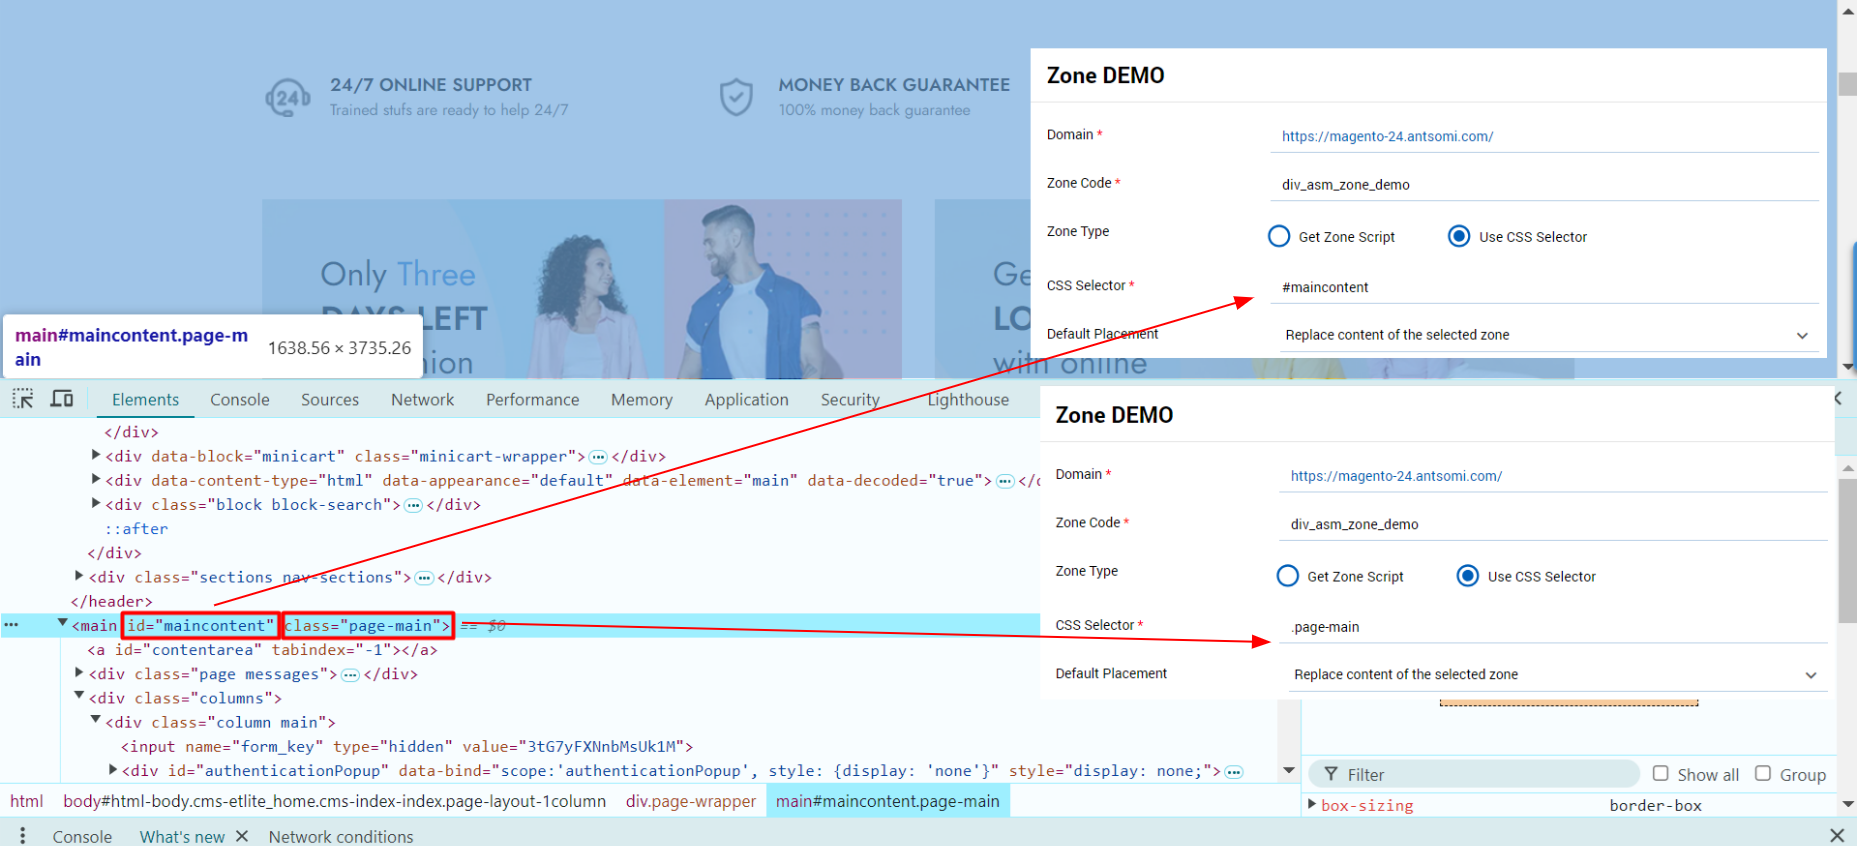 24/7 ONLINE SUPPORT
Trained stufs are ready to help 24/7
24
MONEY BACK GUARANTEE
100% money back guarantee
Only Three
DAYS LEFT
Ge
LO
with online
main#maincontent.page-m
ain
1638.56 × 3735.26
Zone DEMO
Domain *
https://magento-24.antsomi.com/
Zone Code *
div_asm_zone_demo
Zone Type
Get Zone Script
Use CSS Selector
CSS Selector *
#maincontent
Default Placement
Replace content of the selected zone
Elements Console Sources Network Performance Memory Application Security Lighthouse
</div>
<div data-block="minicart" class="minicart-wrapper">…</div>
<div data-content-type="html" data-appearance="default" data-element="main" data-decoded="true">…</d
<div class="block block-search">…</div>
::after
</div>
<div class="sections nav-sections">…</div>
</header>
… <main id="maincontent" class="page-main"> == $0
<a id="contentarea" tabindex="-1"></a>
<div class="page messages">…</div>
<div class="columns">
<div class="column main">
<input name="form_key" type="hidden" value="3tG7yFXNnbMsUk1M">
<div id="authenticationPopup" data-bind="scope:'authenticationPopup', style: {display: 'none'}" style="display: none;">…
Zone DEMO
Domain *
https://magento-24.antsomi.com/
Zone Code *
div_asm_zone_demo
Zone Type
Get Zone Script
Use CSS Selector
CSS Selector *
.page-main
Default Placement
Replace content of the selected zone
Filter Show all Group
box-sizing border-box
html body#html-body.cms-etlite_home.cms-index-index.page-layout-1column div.page-wrapper main#maincontent.page-main
Console What's new Network conditions